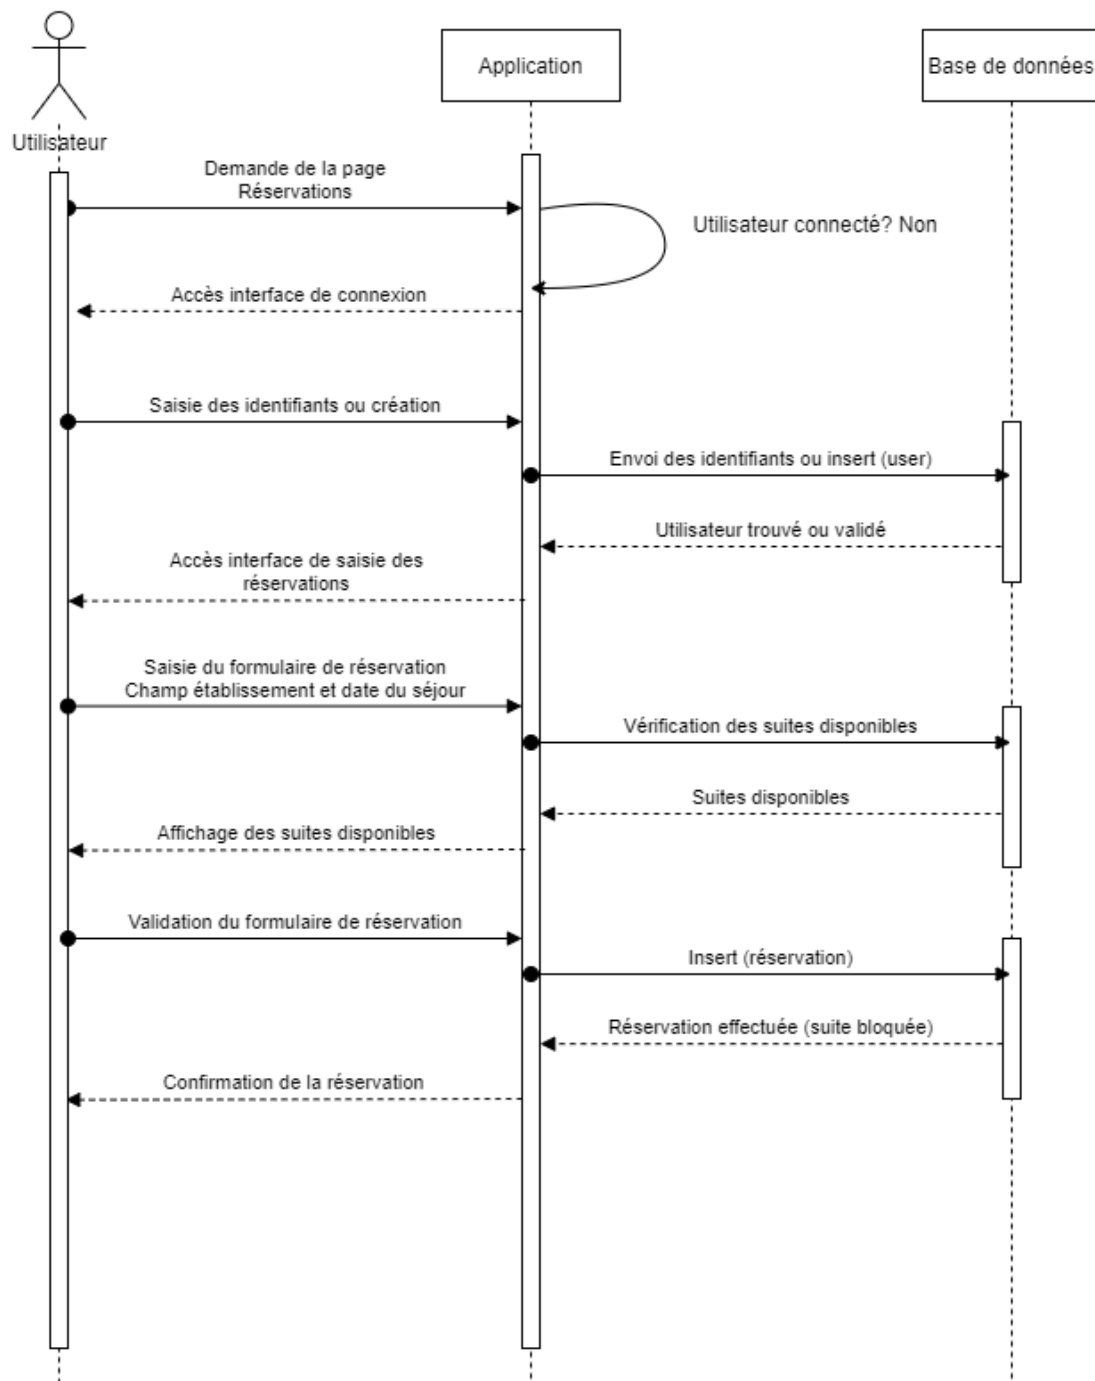 Application
Base de données
Utilisateur
Demande de la page
Réservations
Utilisateur connecté? Non
Accès interface de connexion
Saisie des identifiants ou création
Envoi des identifiants ou insert (user)
Utilisateur trouvé ou validé
Accès interface de saisie des
réservations
Saisie du formulaire de réservation
Champ établissement et date du séjour
Vérification des suites disponibles
Suites disponibles
Affichage des suites disponibles
Validation du formulaire de réservation
Insert (réservation)
Réservation effectuée (suite bloquée)
Confirmation de la réservation